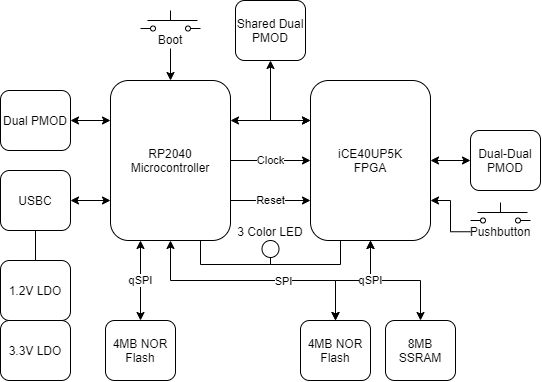 Shared Dual
PMOD
Boot
Dual PMOD
RP2040
Microcontroller
iCE40UP5K
FPGA
Clock
Dual-Dual
PMOD
USBC
Reset
Pushbutton
3 Color LED
1.2V LDO
qSPI
SPI
qSPI
3.3V LDO
4MB NOR
Flash
4MB NOR
Flash
8MB
SSRAM